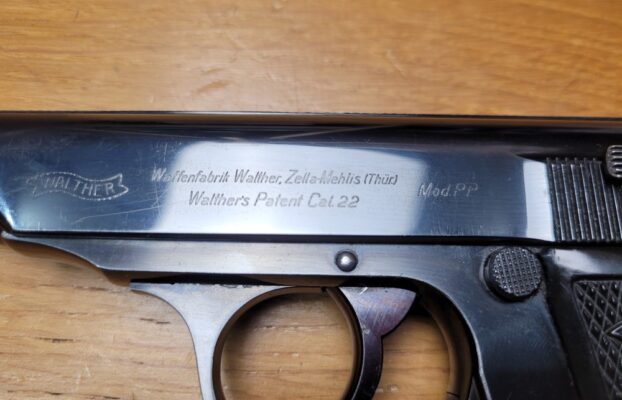 WALTHER
Waffenfabrik Walther, Zella-Mehlis (Thür)
Walther's Patent Cal. 22
Mod. PP